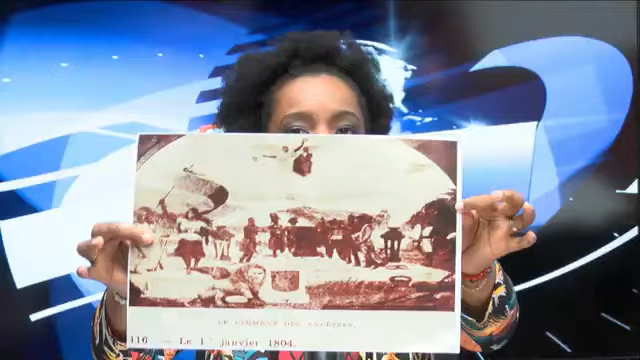 LE SERMENT DES ANCETRES.
116 — Le 1er janvier 1804.